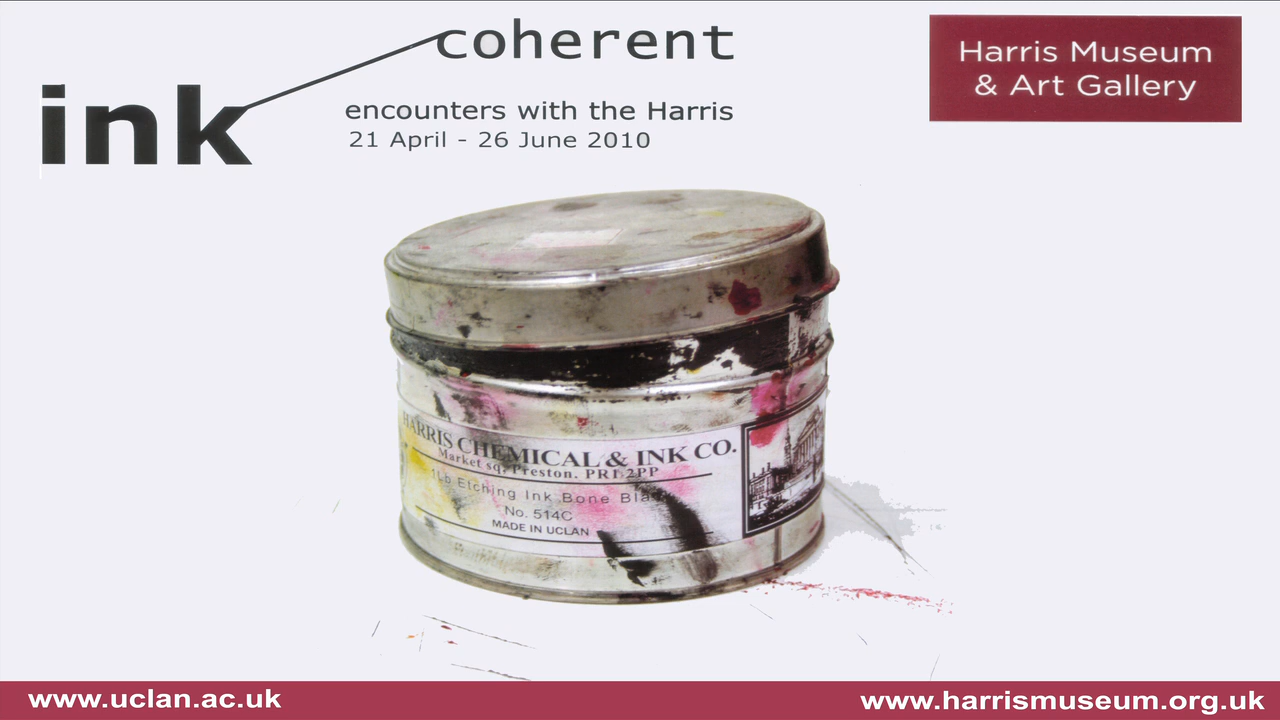 coherent
ink
encounters with the Harris
21 April - 26 June 2010
Harris Museum
& Art Gallery
HARRIS CHEMICAL & INK CO.
Market sq, Preston. PR1 2PP
1Lb Etching Ink Bone
No. 514C
MADE IN UCLAN
www.uclan.ac.uk
www.harrismuseum.org.uk